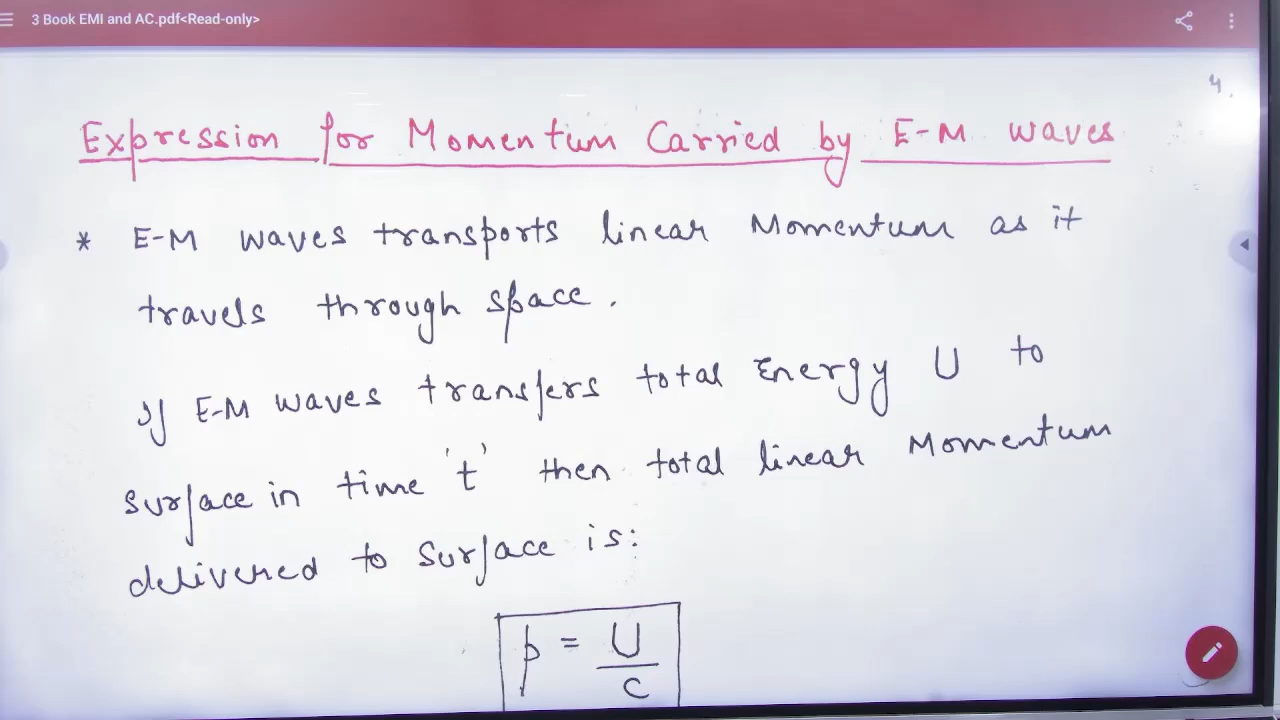 3 Book EMI and AC.pdf<Read-only>
4.
Expression for Momentum Carried by E-M waves
* E-M waves transports linear Momentum as it
travels through space.
If E-M waves transfers total Energy U to
surface in time 't' then total linear Momentum
delivered to surface is:
p = U
c